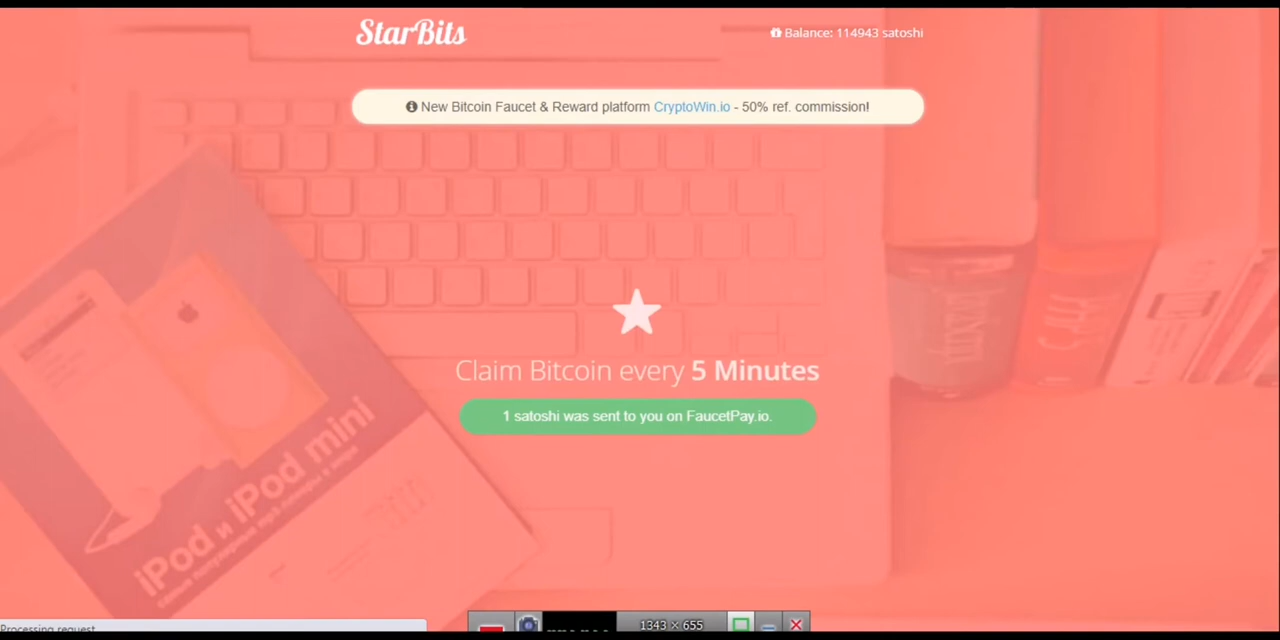 StarBits
Balance: 114943 satoshi
New Bitcoin Faucet & Reward platform CryptoWin.io - 50% ref. commission!
Claim Bitcoin every 5 Minutes
1 satoshi was sent to you on FaucetPay.io.
iPod и iPod mini
Processing request
1343 × 655